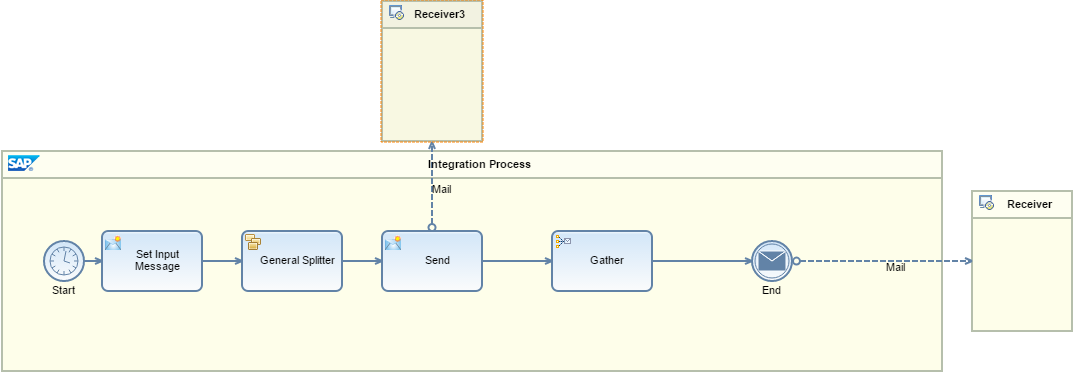 Receiver3
SAP
Integration Process
Mail
Receiver
Set Input
Message
General Splitter
Send
Gather
Mail
Start
End